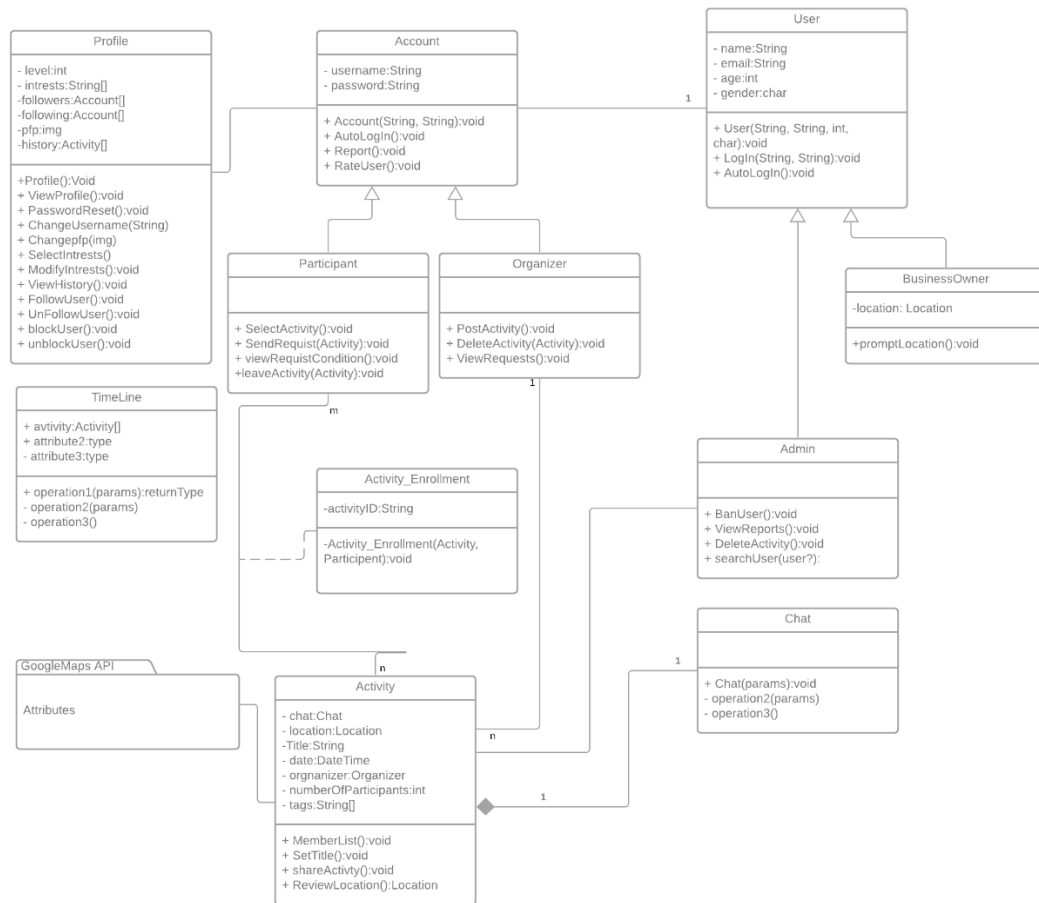 Profile
- level:int
- intrests:String[]
-followers:Account[]
-following:Account[]
-pfp:img
-history:Activity[]
+Profile():Void
+ ViewProfile():void
+ PasswordReset():void
+ ChangeUsername(String)
+ Changepfp(img)
+ SelectIntrests()
+ ModifyIntrests():void
+ ViewHistory():void
+ FollowUser():void
+ UnFollowUser():void
+ blockUser():void
+ unblockUser():void
Account
- username:String
- password:String
+ Account(String, String):void
+ AutoLogIn():void
+ Report():void
+ RateUser():void
1
User
- name:String
- email:String
- age:int
- gender:char
+ User(String, String, int,
char):void
+ LogIn(String, String):void
+ AutoLogIn():void
Participant
+ SelectActivity():void
+ SendRequist(Activity):void
+ viewRequistCondition():void
+leaveActivity(Activity):void
m
Organizer
+ PostActivity():void
+ DeleteActivity(Activity):void
+ ViewRequests():void
1
BusinessOwner
-location: Location
+promptLocation():void
TimeLine
+ avtivity:Activity[]
+ attribute2:type
- attribute3:type
+ operation1(params):returnType
- operation2(params)
- operation3()
Activity_Enrollment
-activityID:String
-Activity_Enrollment(Activity,
Participent):void
Admin
+ BanUser():void
+ ViewReports():void
+ DeleteActivity():void
+ searchUser(user?):
GoogleMaps API
Attributes
n
Activity
- chat:Chat
- location:Location
-Title:String
- date:DateTime
- orgnanizer:Organizer
- numberOfParticipants:int
- tags:String[]
+ MemberList():void
+ SetTitle():void
+ shareActivty():void
+ ReviewLocation():Location
n
1
1
Chat
+ Chat(params):void
- operation2(params)
- operation3()